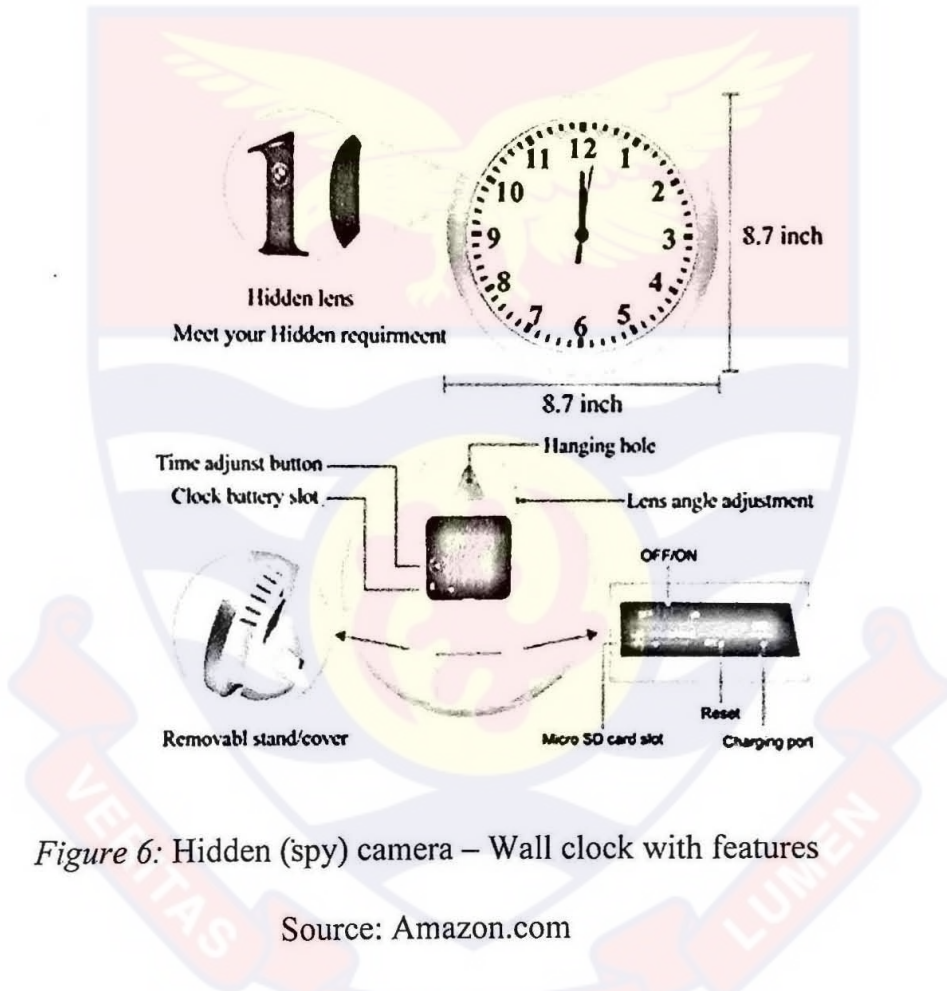 10
12
11 1
10 2
9 3
8 4
7 5
6
8.7 inch
Hidden lens
Meet your Hidden requirmeent
8.7 inch
Hanging hole
Time adjunst button
Clock battery slot.
Lens angle adjustment
OFF/ON
Reset
Removabl stand/cover
Micro SD card slot
Charging port
VERITAS
LUMEN
Figure 6: Hidden (spy) camera – Wall clock with features
Source: Amazon.com